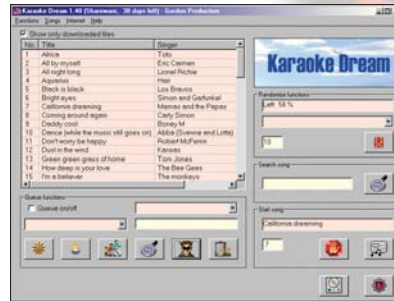 Karaoke Dream 1.40 (Shareware, 30 days left) - Gordon Production
Functions Songs Internet Help
Show only downloaded files
No. Title Singer
1 Africa Toto
2 All by myself Eric Carmen
3 All night long Lionel Richie
4 Aquarius Hair
5 Black is black Los Bravos
6 Bright eyes Simon and Garfunkel
7 California dreaming Mamas and the Papas
8 Coming around again Carly Simon
9 Daddy cool Boney M
10 Dance (while the music still goes on) Abba (Svenne and Lotta)
11 Don't worry be happy Robert McFerrin
12 Dust in the wind Kansas
13 Green green grass of home Tom Jones
14 How deep is your love The Bee Gees
15 I'm a believer The monkeys
Karaoke Dream
Randomize functions
Left: 58 %
10
Search song
Queue functions
Queue on/off
Start song
California dreaming
7